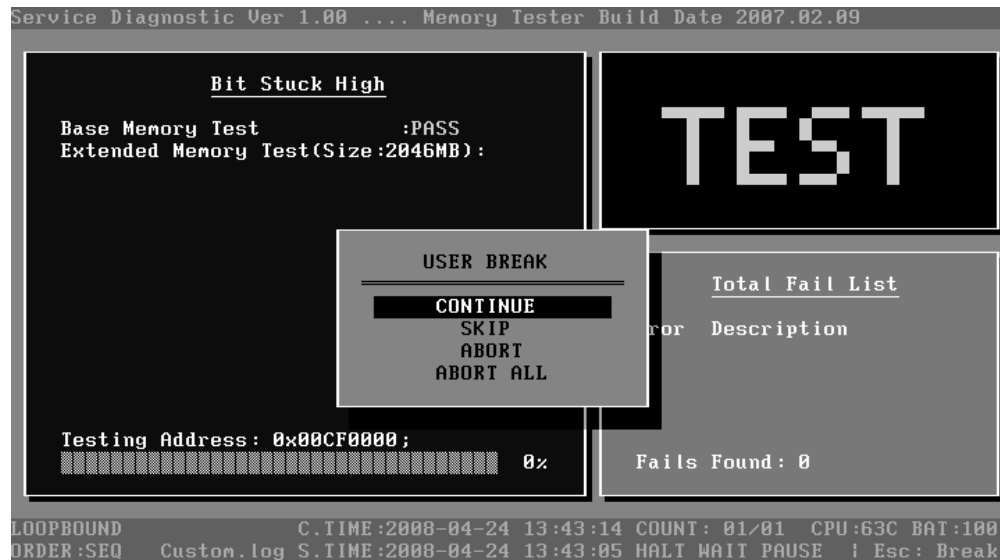 Service Diagnostic Ver 1.00 .... Memory Tester Build Date 2007.02.09
Bit Stuck High
Base Memory Test :PASS
Extended Memory Test(Size:2046MB):
TEST
USER BREAK
CONTINUE
SKIP
ABORT
ABORT ALL
Total Fail List
ror Description
Testing Address: 0x00CF0000;
0%
Fails Found: 0
LOOPBOUND C.TIME:2008-04-24 13:43:14 COUNT: 01/01 CPU:63C BAT:100
ORDER:SEQ Custom.log S.TIME:2008-04-24 13:43:05 HALT WAIT PAUSE | Esc: Break